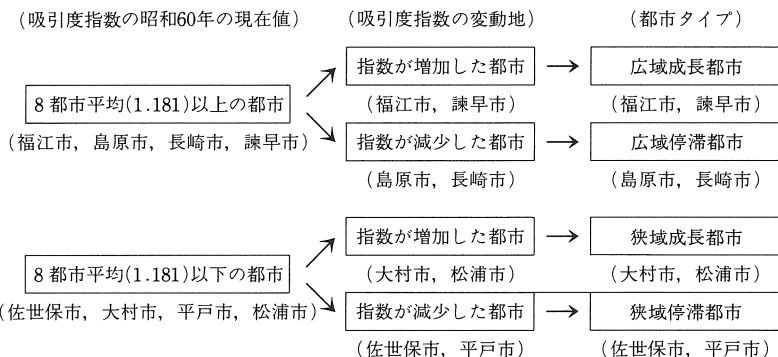 (吸引度指数の昭和60年の現在値)
(吸引度指数の変動地)
(都市タイプ)
8都市平均(1.181)以上の都市
(福江市, 島原市, 長崎市, 諫早市)
指数が増加した都市
(福江市, 諫早市)
広域成長都市
(福江市, 諫早市)
指数が減少した都市
(島原市, 長崎市)
広域停滞都市
(島原市, 長崎市)
8都市平均(1.181)以下の都市
(佐世保市, 大村市, 平戸市, 松浦市)
指数が増加した都市
(大村市, 松浦市)
狭域成長都市
(大村市, 松浦市)
指数が減少した都市
(佐世保市, 平戸市)
狭域停滞都市
(佐世保市, 平戸市)